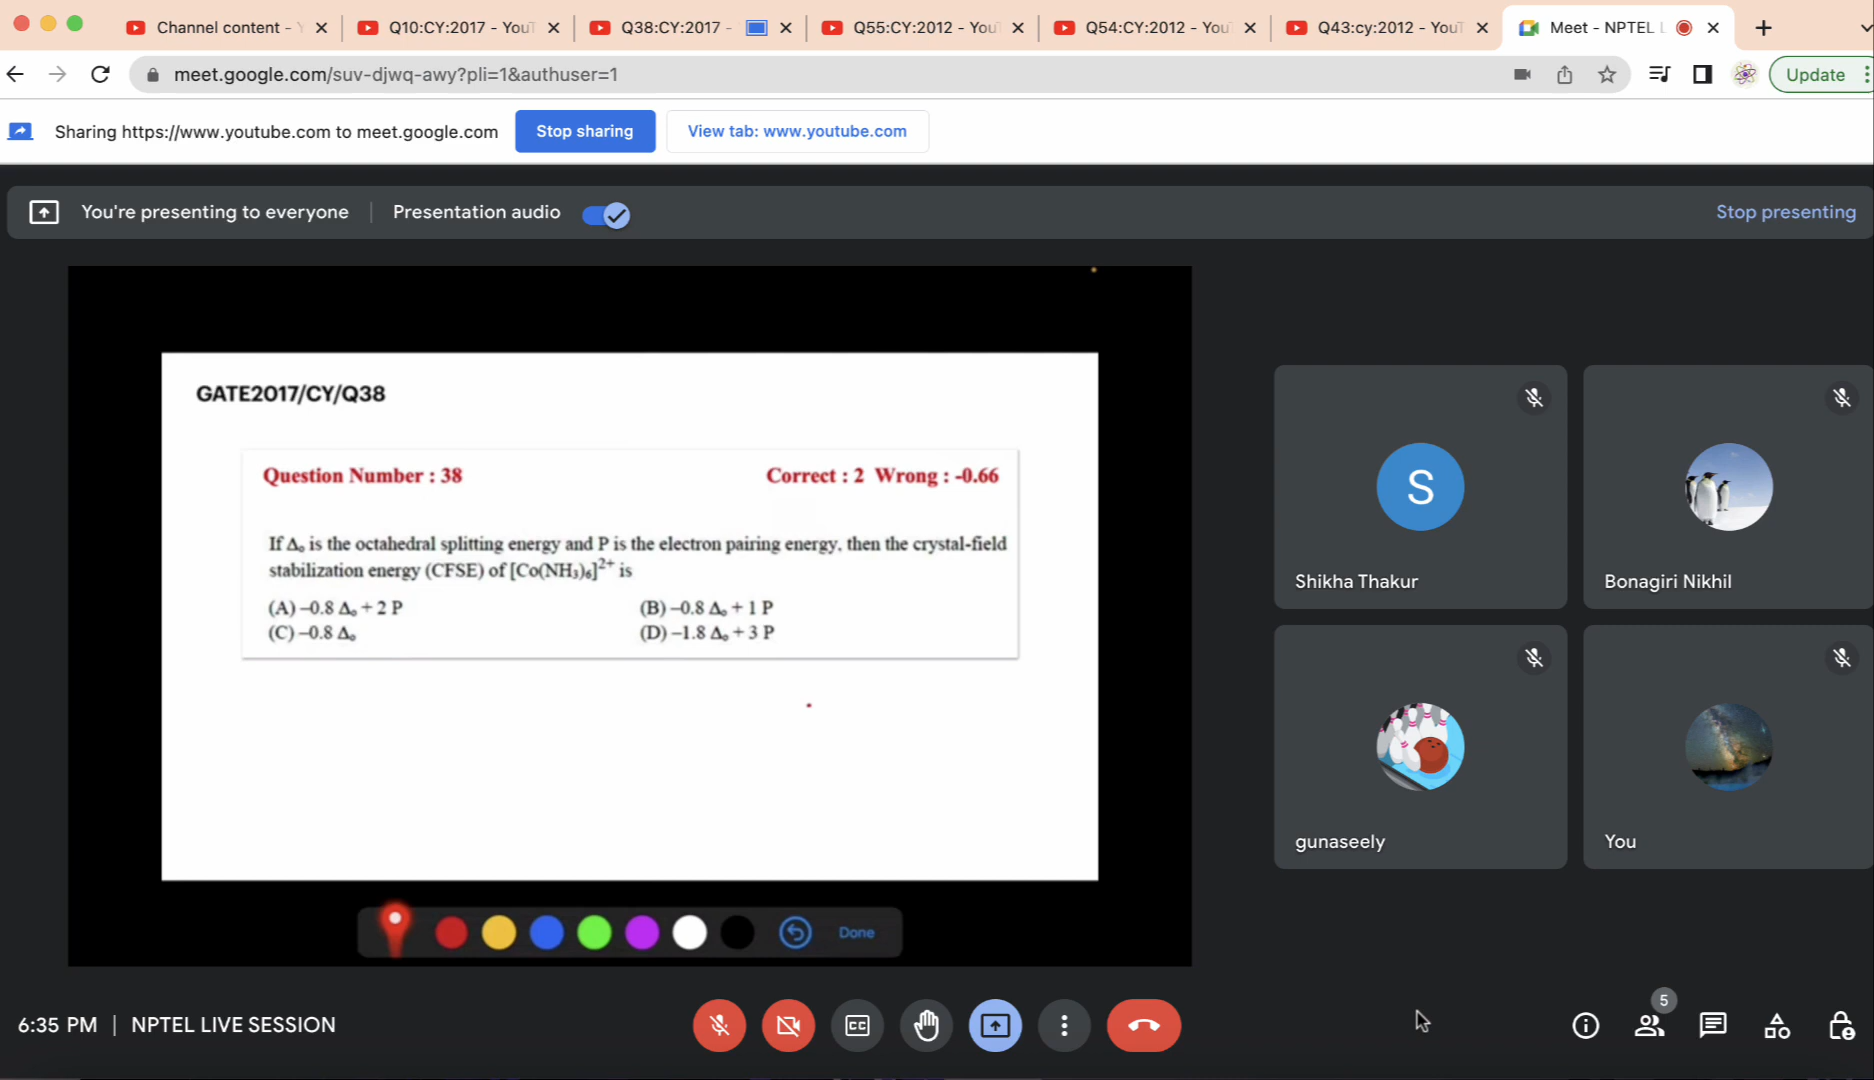 Channel content - Y
Q10:CY:2017 - YouT
Q38:CY:2017 -
Q55:CY:2012 - YouT
Q54:CY:2012 - YouT
Q43:cy:2012 - YouT
Meet - NPTEL L
meet.google.com/suv-djwq-awy?pli=1&authuser=1
Update
Sharing https://www.youtube.com to meet.google.com
Stop sharing
View tab: www.youtube.com
You're presenting to everyone
Presentation audio
Stop presenting
GATE2017/CY/Q38
Question Number : 38 Correct : 2 Wrong : -0.66
If Δₒ is the octahedral splitting energy and P is the electron pairing energy, then the crystal-field
stabilization energy (CFSE) of [Co(NH₃)₆]²⁺ is
(A) –0.8 Δₒ + 2 P (B) –0.8 Δₒ + 1 P
(C) –0.8 Δₒ (D) –1.8 Δₒ + 3 P
S
Shikha Thakur
Bonagiri Nikhil
gunaseely
You
Done
6:35 PM | NPTEL LIVE SESSION
CC
5